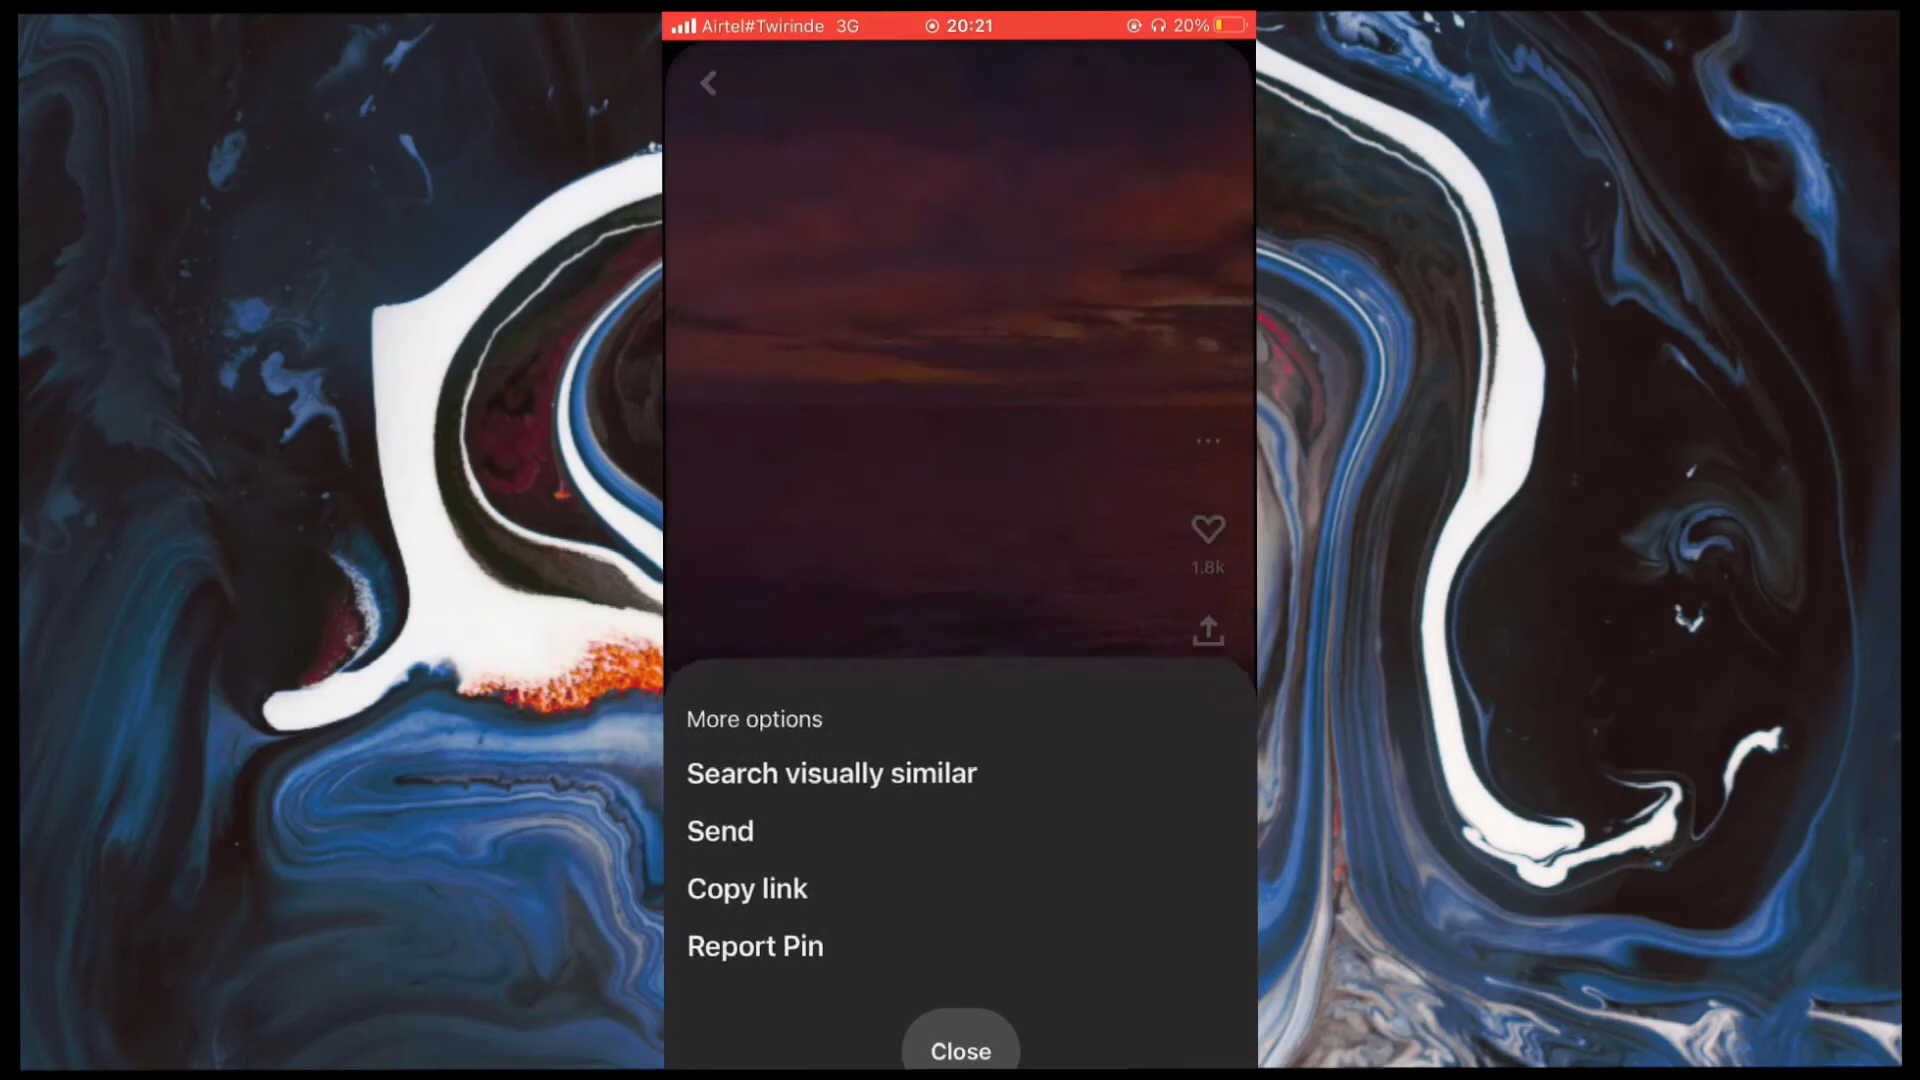 Airtel#Twirinde 3G 20:21 20%
1.8k
More options
Search visually similar
Send
Copy link
Report Pin
Close